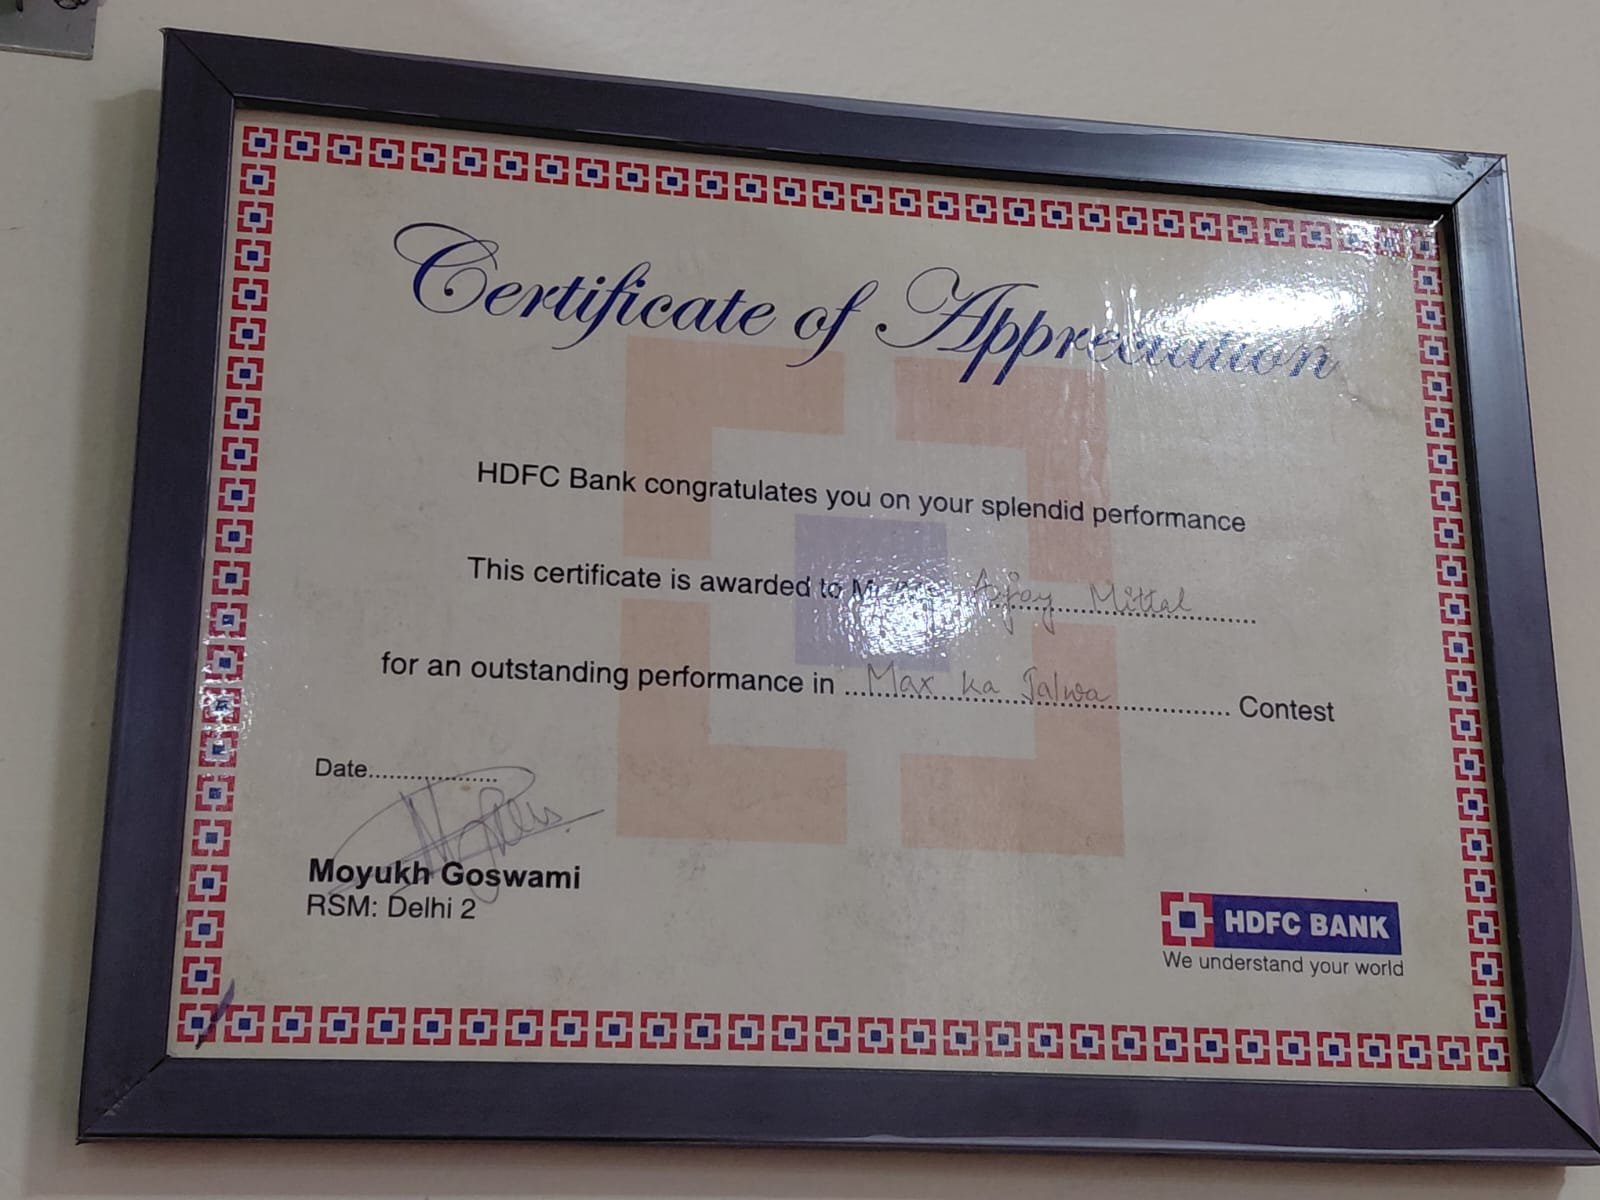 Certificate of Appreciation
HDFC Bank congratulates you on your splendid performance
This certificate is awarded to Ajay Mittal
for an outstanding performance in Max ka Jalwa Contest
Date....................
Moyukh Goswami
RSM: Delhi 2
HDFC BANK
We understand your world